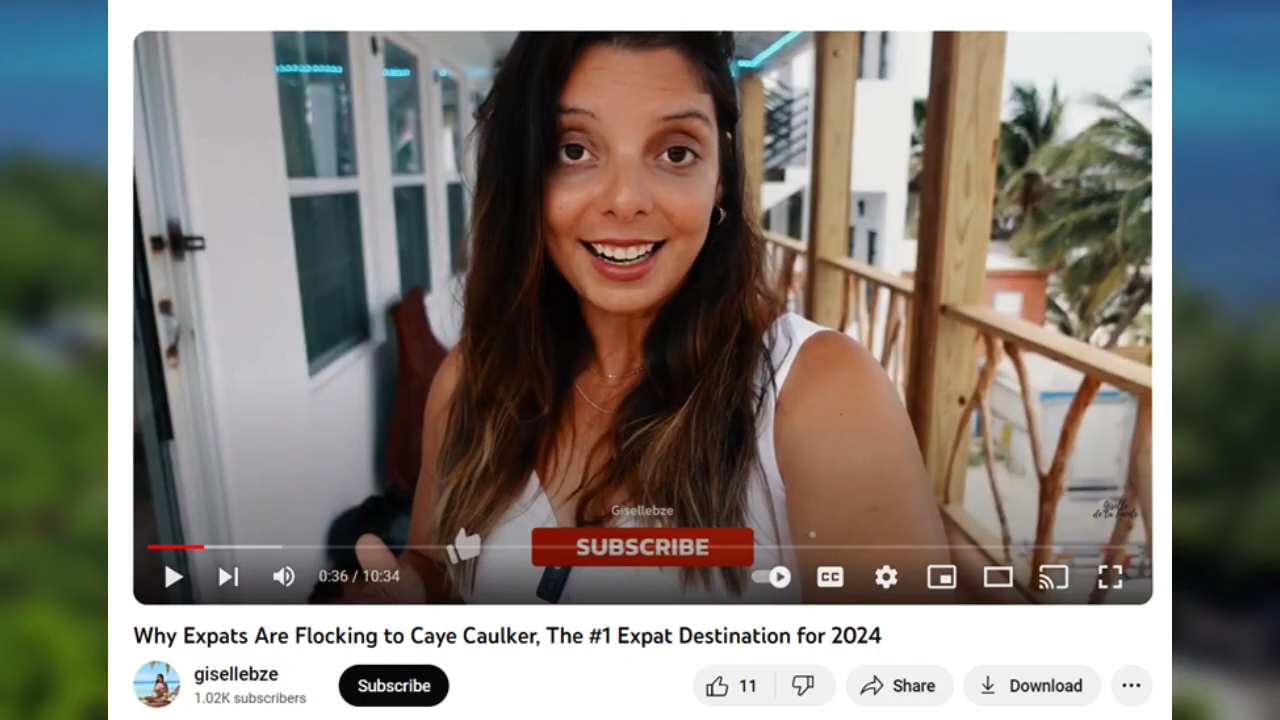 Gisellebze
SUBSCRIBE
0:36 / 10:34
CC
Why Expats Are Flocking to Caye Caulker, The #1 Expat Destination for 2024
gisellebze
1.02K subscribers
Subscribe
11
Share
Download